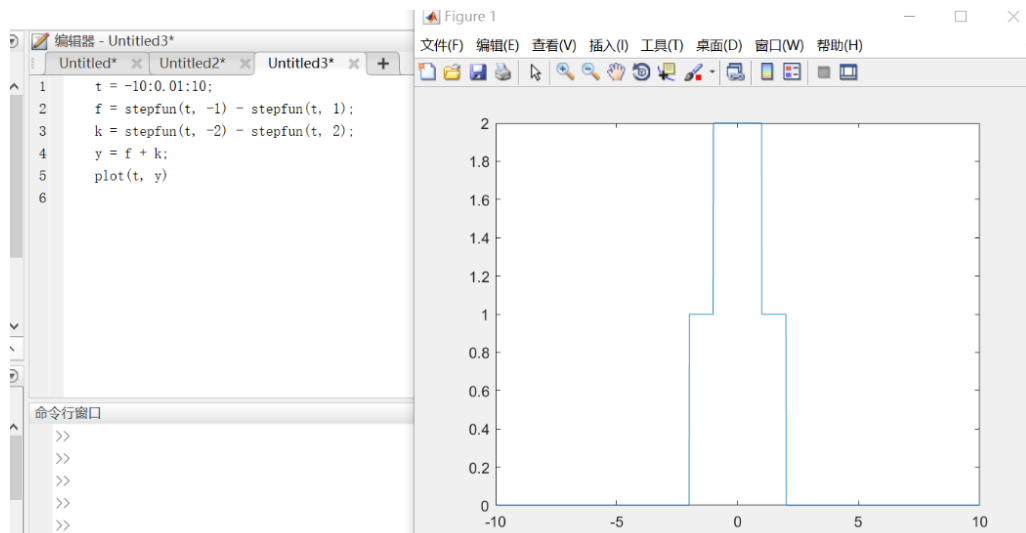 编辑器 - Untitled3*
Untitled* Untitled2* Untitled3* +
1 t = -10:0.01:10;
2 f = stepfun(t, -1) - stepfun(t, 1);
3 k = stepfun(t, -2) - stepfun(t, 2);
4 y = f + k;
5 plot(t, y)
6
命令行窗口
>>
>>
>>
>>
>>
Figure 1
文件(F) 编辑(E) 查看(V) 插入(I) 工具(T) 桌面(D) 窗口(W) 帮助(H)
2
1.8
1.6
1.4
1.2
1
0.8
0.6
0.4
0.2
0
-10 -5 0 5 10